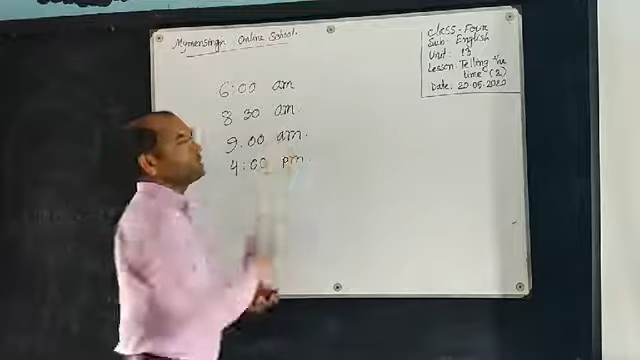 Mymensingh Online School.
Class - Four
Sub: English
Unit: 13
Lesson: Telling the
time (2)
Date: 20.05.2020
6:00 am
8 30 am.
9.00 am.
4:00 pm.